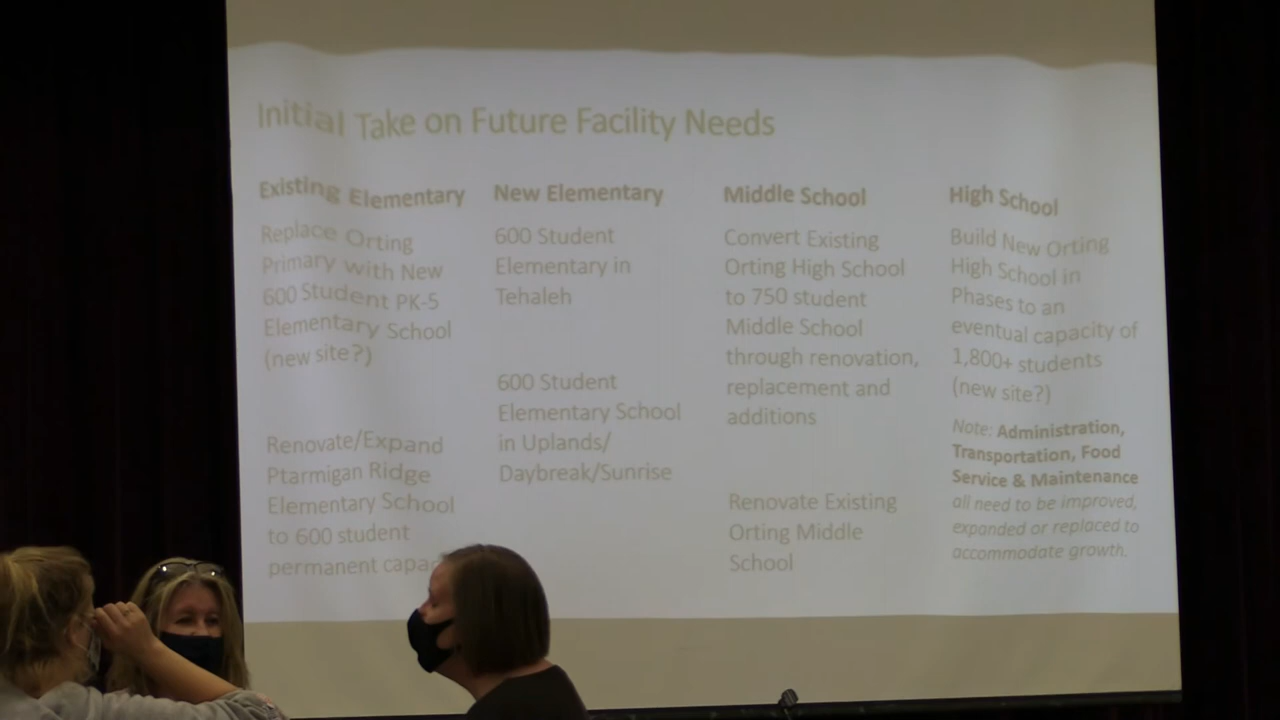 Initial Take on Future Facility Needs
Existing Elementary
Replace Orting
Primary with New
600 Student PK-5
Elementary School
(new site?)
Renovate/Expand
Ptarmigan Ridge
Elementary School
to 600 student
permanent
New Elementary
600 Student
Elementary in
Tehaleh
600 Student
Elementary School
in Uplands/
Daybreak/Sunrise
Middle School
Convert Existing
Orting High School
to 750 student
Middle School
through renovation,
replacement and
additions
Renovate Existing
Orting Middle
School
High School
Build New Orting
High School in
Phases to an
eventual capacity of
1,800+ students
(new site?)
Note: Administration,
Transportation, Food
Service & Maintenance
all need to be improved,
expanded or replaced to
accommodate growth.